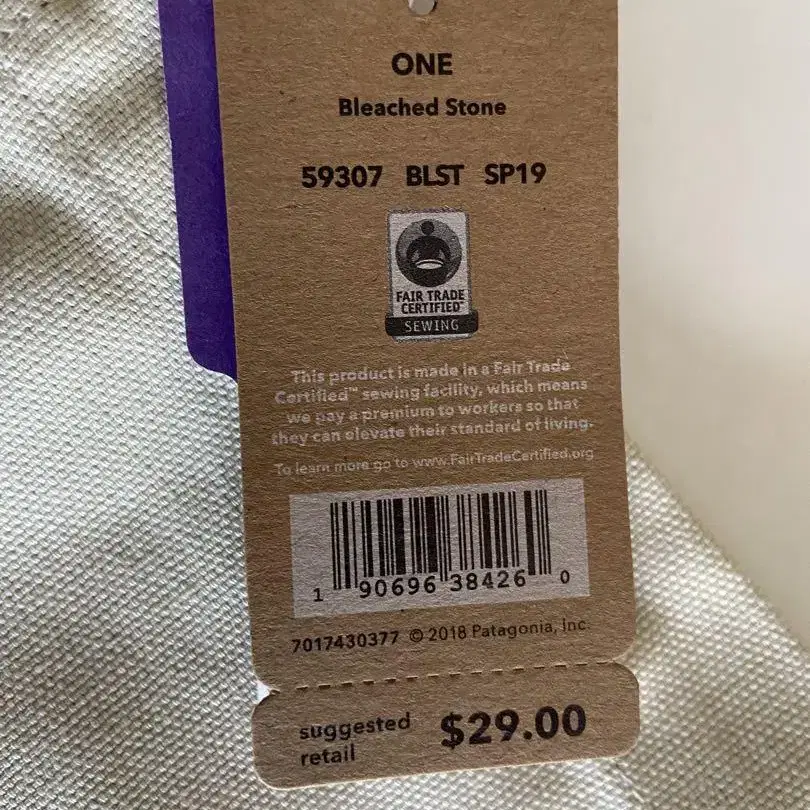 ONE
Bleached Stone
59307 BLST SP19
FAIR TRADE
CERTIFIED
SEWING
This product is made in a Fair Trade
Certified™ sewing facility, which means
we pay a premium to workers so that
they can elevate their standard of living.
To learn more go to www.FairTradeCertified.org
1 90696 38426 0
7017430377 © 2018 Patagonia, Inc.
suggested
retail
$29.00